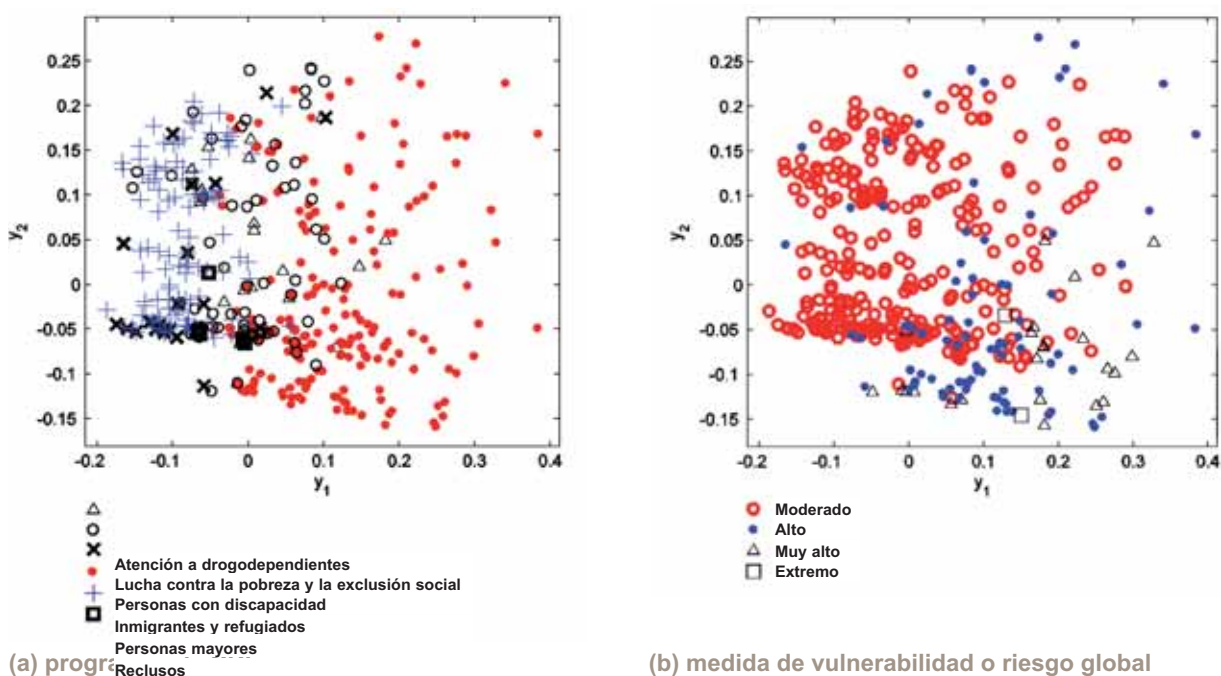 0.25
0.2
0.15
0.1
0.05
0
-0.05
-0.1
-0.15
y2
-0.2 -0.1 0 0.1 0.2 0.3 0.4
y1
Atención a drogodependientes
Lucha contra la pobreza y la exclusión social
Personas con discapacidad
Inmigrantes y refugiados
Personas mayores
Reclusos
(a)
0.25
0.2
0.15
0.1
0.05
0
-0.05
-0.1
-0.15
y2
-0.2 -0.1 0 0.1 0.2 0.3 0.4
y1
Moderado
Alto
Muy alto
Extremo
(b) medida de vulnerabilidad o riesgo global